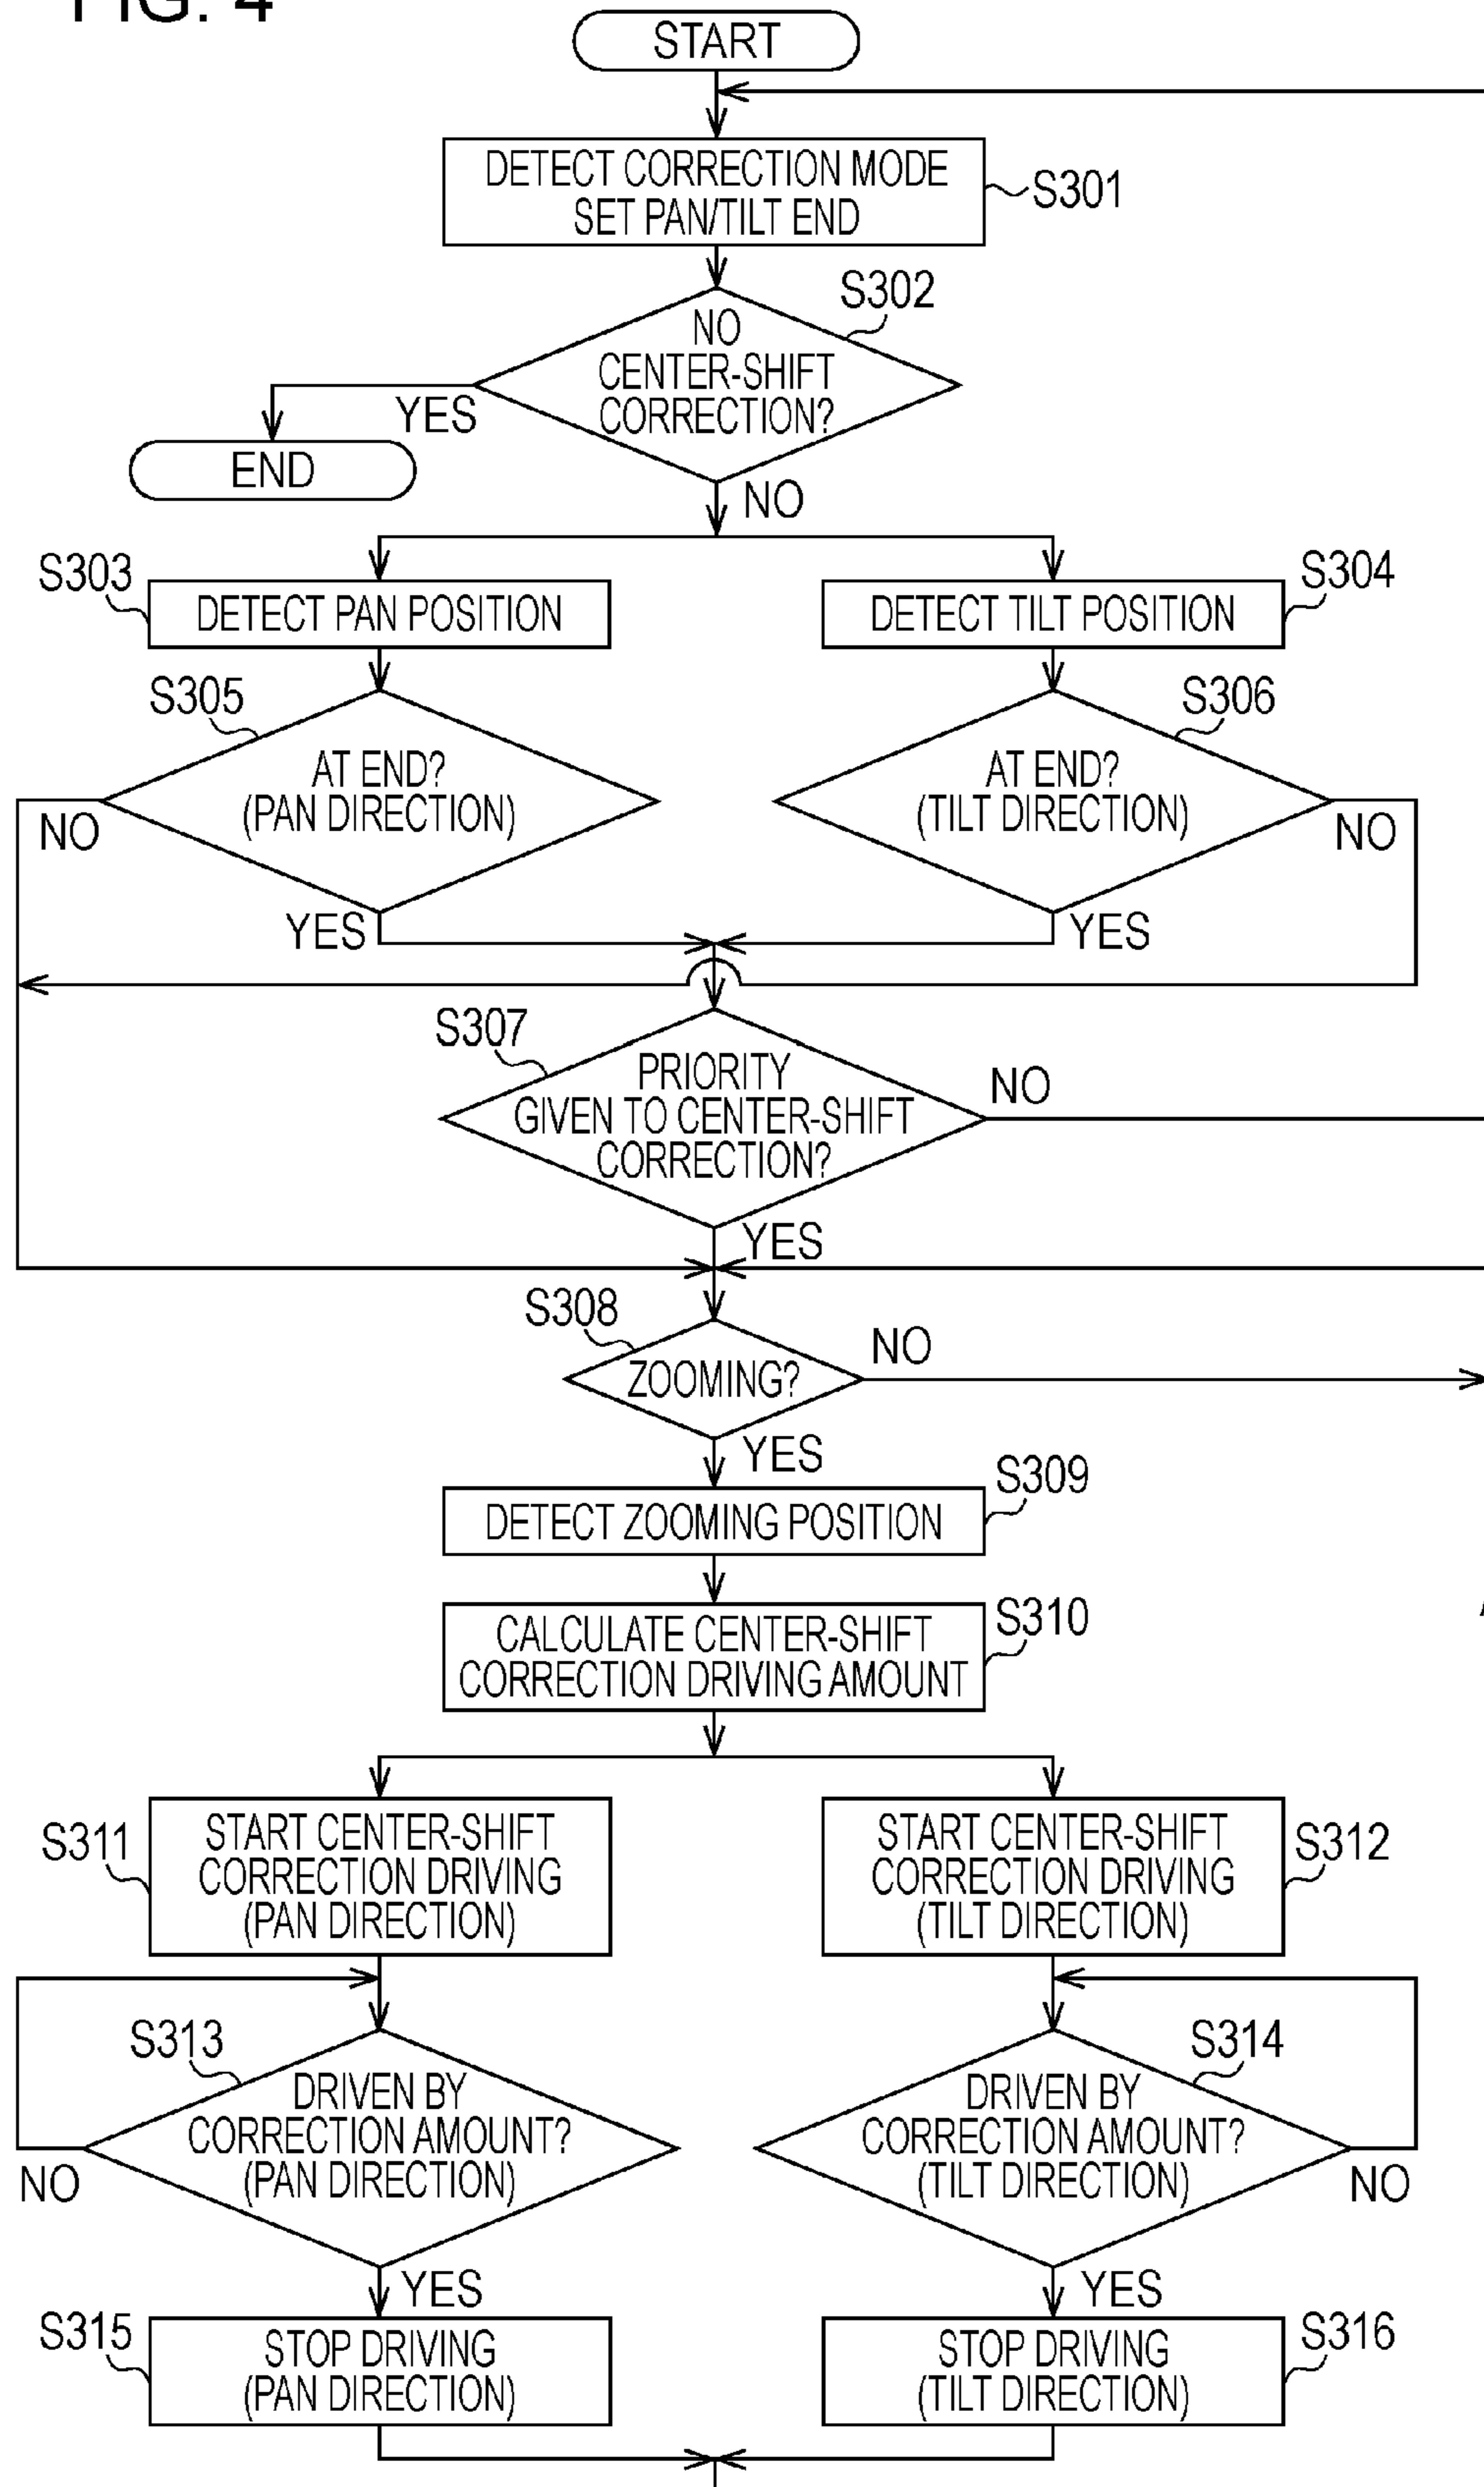 FIG. 4
START
DETECT CORRECTION MODE
SET PAN/TILT END
S301
S302
NO
CENTER-SHIFT
CORRECTION?
YES
END
NO
S303
DETECT PAN POSITION
DETECT TILT POSITION
S304
S305
AT END?
(PAN DIRECTION)
NO
YES
S306
AT END?
(TILT DIRECTION)
NO
YES
S307
PRIORITY
GIVEN TO CENTER-SHIFT
CORRECTION?
NO
YES
S308
ZOOMING?
NO
YES
S309
DETECT ZOOMING POSITION
S310
CALCULATE CENTER-SHIFT
CORRECTION DRIVING AMOUNT
S311
START CENTER-SHIFT
CORRECTION DRIVING
(PAN DIRECTION)
START CENTER-SHIFT
CORRECTION DRIVING
(TILT DIRECTION)
S312
S313
DRIVEN BY
CORRECTION AMOUNT?
(PAN DIRECTION)
NO
YES
S314
DRIVEN BY
CORRECTION AMOUNT?
(TILT DIRECTION)
NO
YES
S315
STOP DRIVING
(PAN DIRECTION)
STOP DRIVING
(TILT DIRECTION)
S316